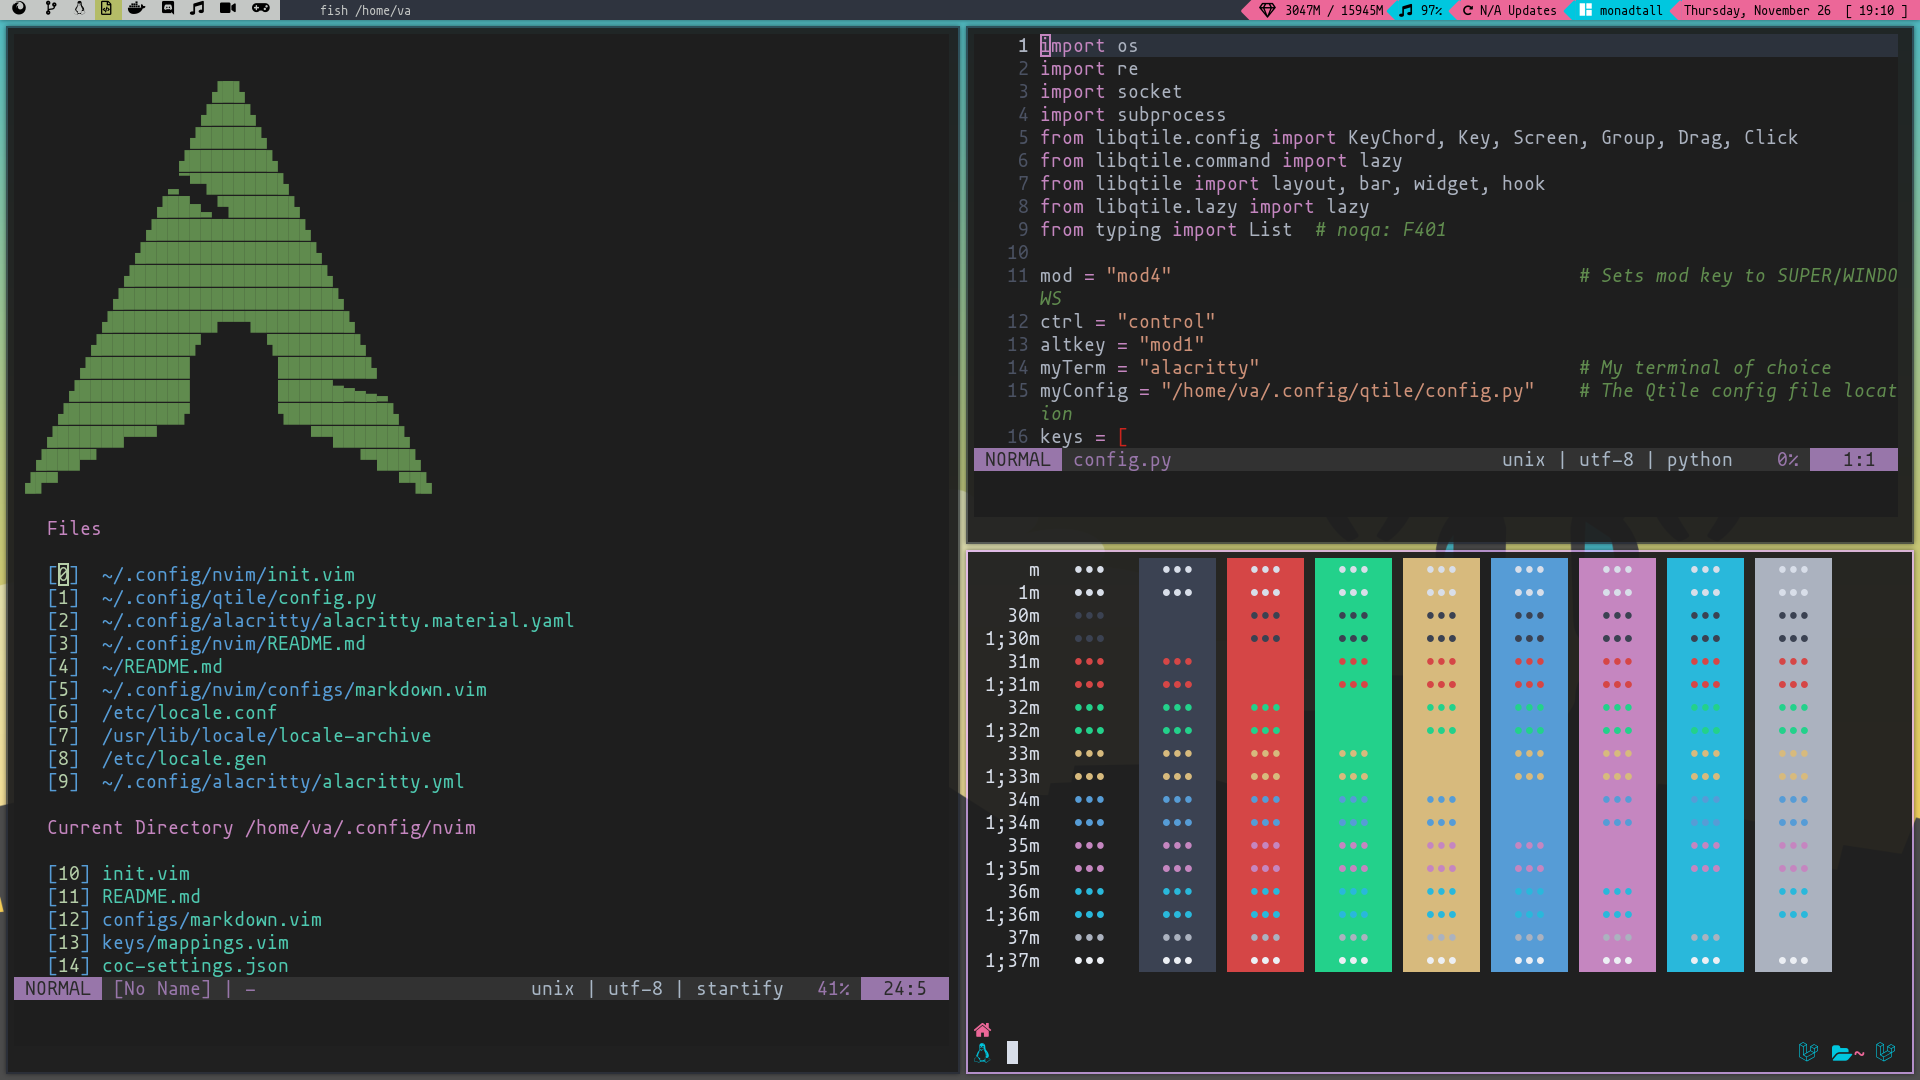 fish /home/va
3047M / 15945M
97%
N/A Updates
monadtall
Thursday, November 26 [ 19:10 ]
Files
[0] ~/.config/nvim/init.vim
[1] ~/.config/qtile/config.py
[2] ~/.config/alacritty/alacritty.material.yaml
[3] ~/.config/nvim/README.md
[4] ~/README.md
[5] ~/.config/nvim/configs/markdown.vim
[6] /etc/locale.conf
[7] /usr/lib/locale/locale-archive
[8] /etc/locale.gen
[9] ~/.config/alacritty/alacritty.yml
Current Directory /home/va/.config/nvim
[10] init.vim
[11] README.md
[12] configs/markdown.vim
[13] keys/mappings.vim
[14] coc-settings.json
NORMAL [No Name] | - unix | utf-8 | startify 41% 24:5
1 import os
2 import re
3 import socket
4 import subprocess
5 from libqtile.config import KeyChord, Key, Screen, Group, Drag, Click
6 from libqtile.command import lazy
7 from libqtile import layout, bar, widget, hook
8 from libqtile.lazy import lazy
9 from typing import List # noqa: F401
10
11 mod = "mod4" # Sets mod key to SUPER/WINDO
WS
12 ctrl = "control"
13 altkey = "mod1"
14 myTerm = "alacritty" # My terminal of choice
15 myConfig = "/home/va/.config/qtile/config.py" # The Qtile config file locat
ion
16 keys = [
NORMAL config.py unix | utf-8 | python 0% 1:1
m
1m
30m
1;30m
31m
1;31m
32m
1;32m
33m
1;33m
34m
1;34m
35m
1;35m
36m
1;36m
37m
1;37m
~